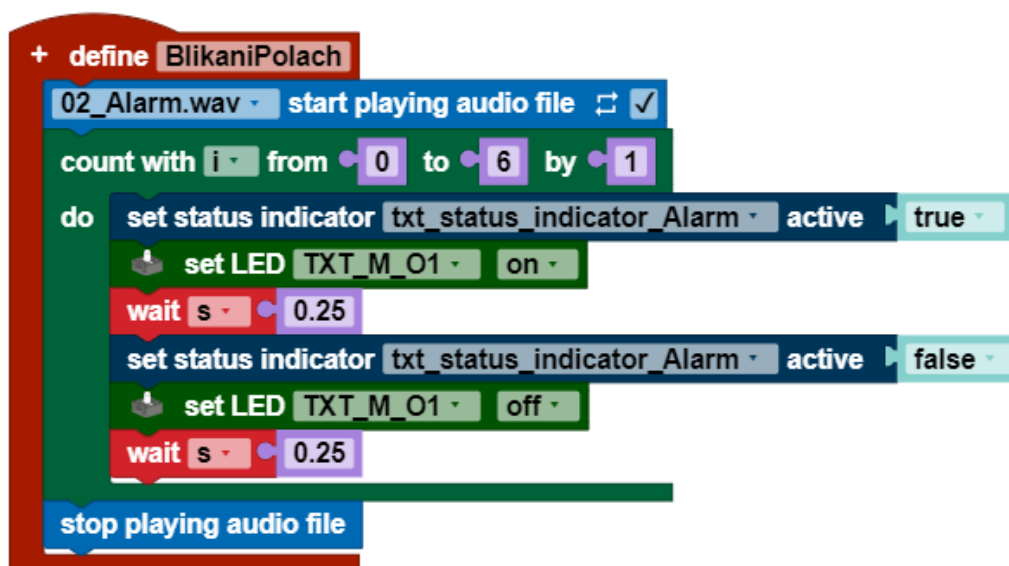 + define BlikaniPolach
02_Alarm.wav start playing audio file ✓
count with i from 0 to 6 by 1
do set status indicator txt_status_indicator_Alarm active true
set LED TXT_M_O1 on
wait s 0.25
set status indicator txt_status_indicator_Alarm active false
set LED TXT_M_O1 off
wait s 0.25
stop playing audio file